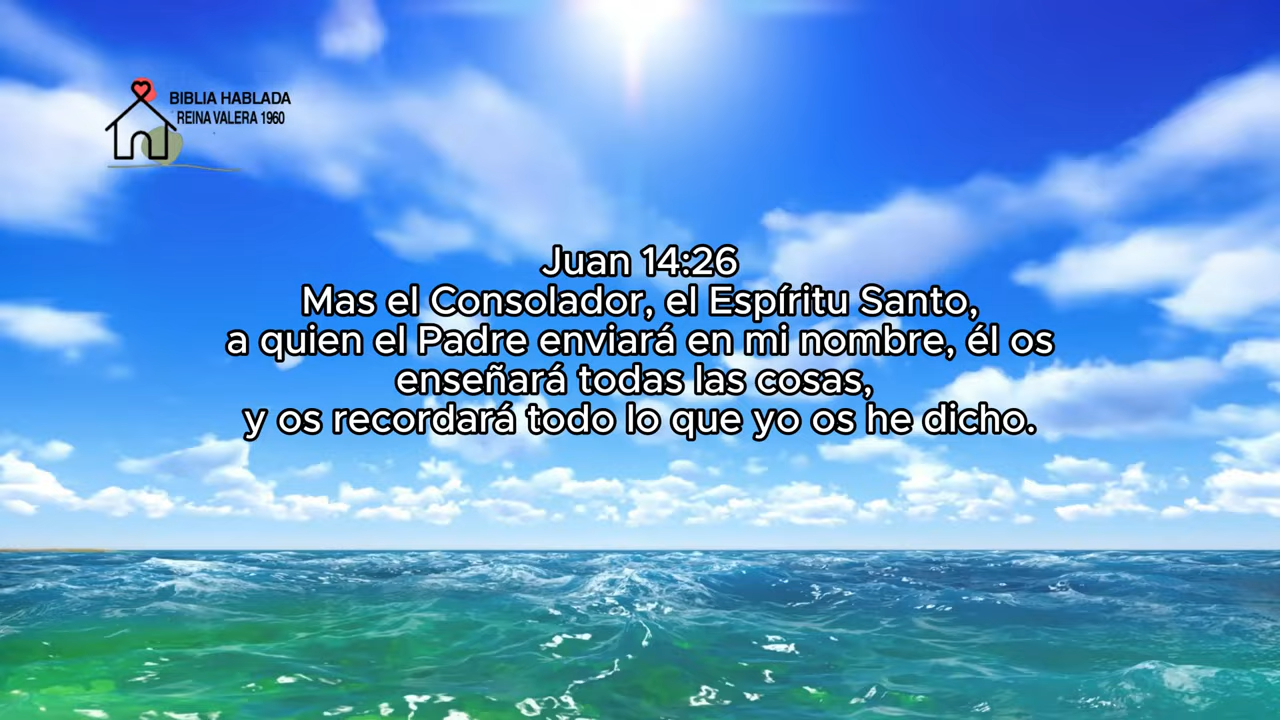 BIBLIA HABLADA
REINA VALERA 1960
Juan 14:26
Mas el Consolador, el Espíritu Santo,
a quien el Padre enviará en mi nombre, él os
enseñará todas las cosas,
y os recordará todo lo que yo os he dicho.